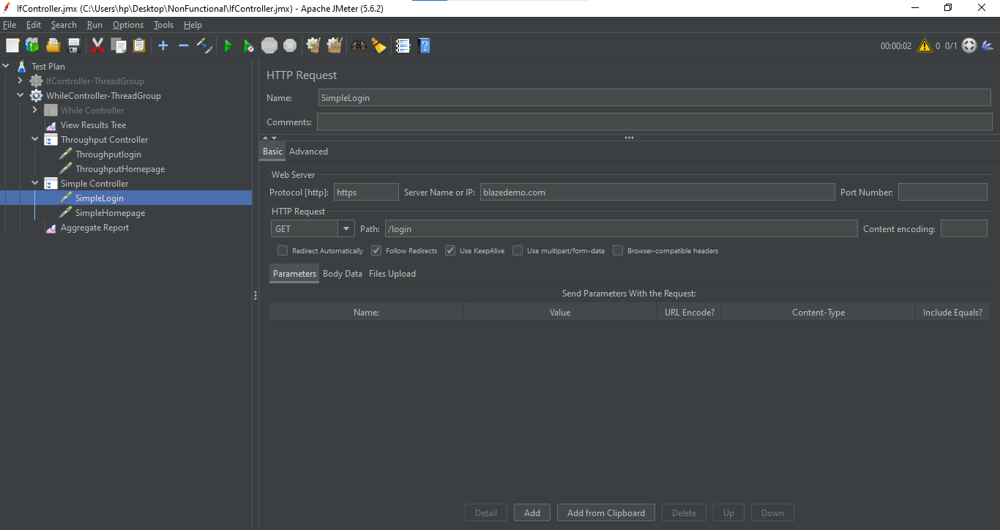 IfController.jmx (C:\Users\hp\Desktop\NonFunctional\IfController.jmx) - Apache JMeter (5.6.2)
File Edit Search Run Options Tools Help
STOP 00:00:02 0 0/1
Test Plan
IfController-ThreadGroup
WhileController-ThreadGroup
While Controller
View Results Tree
Throughput Controller
Throughputlogin
ThroughputHomepage
Simple Controller
SimpleLogin
SimpleHomepage
Aggregate Report
HTTP Request
Name: SimpleLogin
Comments:
Basic Advanced
Web Server
Protocol [http]: https Server Name or IP: blazedemo.com Port Number:
HTTP Request
GET Path: /login Content encoding:
Redirect Automatically Follow Redirects Use KeepAlive Use multipart/form-data Browser-compatible headers
Parameters Body Data Files Upload
Send Parameters With the Request:
Name: Value URL Encode? Content-Type Include Equals?
Detail Add Add from Clipboard Delete Up Down